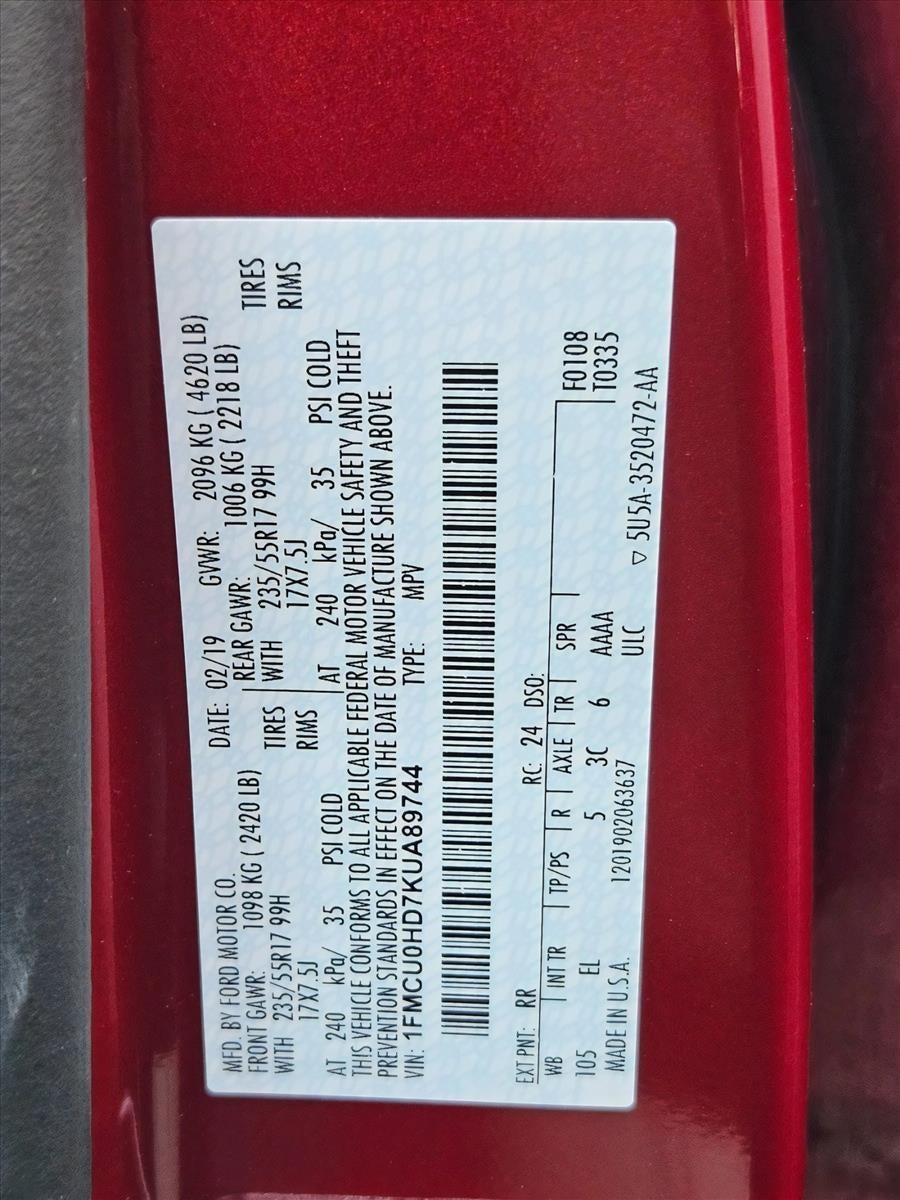 MFD. BY FORD MOTOR CO.
DATE: 02/19 GVWR: 2096 KG ( 4620 LB)
FRONT GAWR: 1098 KG ( 2420 LB)
REAR GAWR: 1006 KG ( 2218 LB)
WITH 235/55R17 99H TIRES
WITH 235/55R17 99H TIRES
17X7.5J RIMS
17X7.5J RIMS
AT 240 kPa/ 35 PSI COLD
AT 240 kPa/ 35 PSI COLD
THIS VEHICLE CONFORMS TO ALL APPLICABLE FEDERAL MOTOR VEHICLE SAFETY AND THEFT
PREVENTION STANDARDS IN EFFECT ON THE DATE OF MANUFACTURE SHOWN ABOVE.
VIN: 1FMCU0HD7KUA89744 TYPE: MPV
EXT PNT: RR RC: 24 DSO:
WB INT TR TP/PS R AXLE TR SPR F0108
105 EL 5 3C 6 AAAA T0335
MADE IN U.S.A. 1201902063637 ULC ▽ 5U5A-3520472-AA